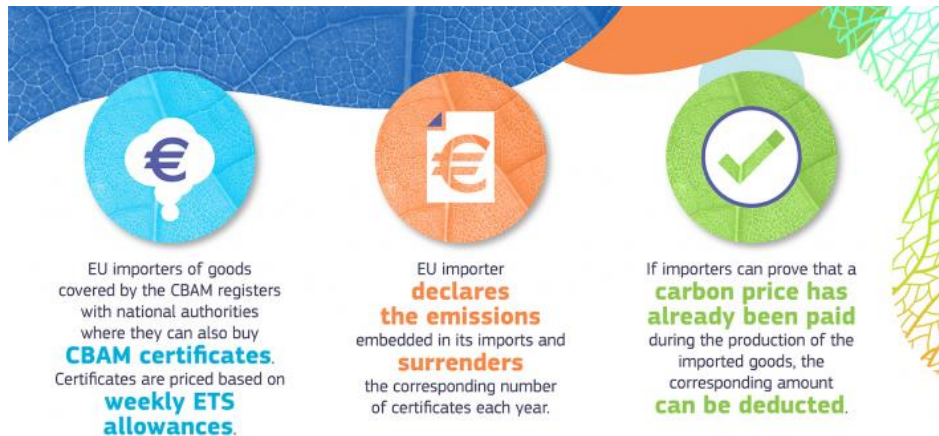 €
EU importers of goods
covered by the CBAM registers
with national authorities
where they can also buy
CBAM certificates.
Certificates are priced based on
weekly ETS
allowances.
€
EU importer
declares
the emissions
embedded in its imports and
surrenders
the corresponding number
of certificates each year.
If importers can prove that a
carbon price has
already been paid
during the production of the
imported goods, the
corresponding amount
can be deducted.